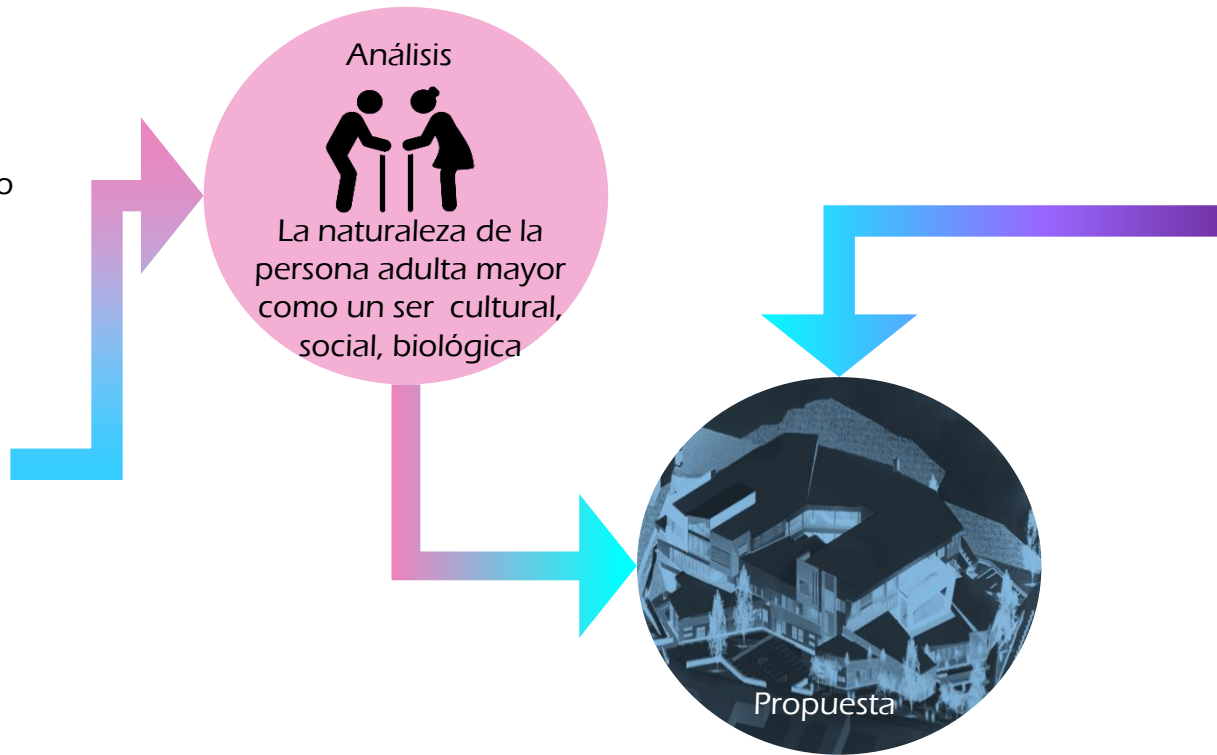 Análisis
o
La naturaleza de la
persona adulta mayor
como un ser cultural,
social, biológica
Propuesta